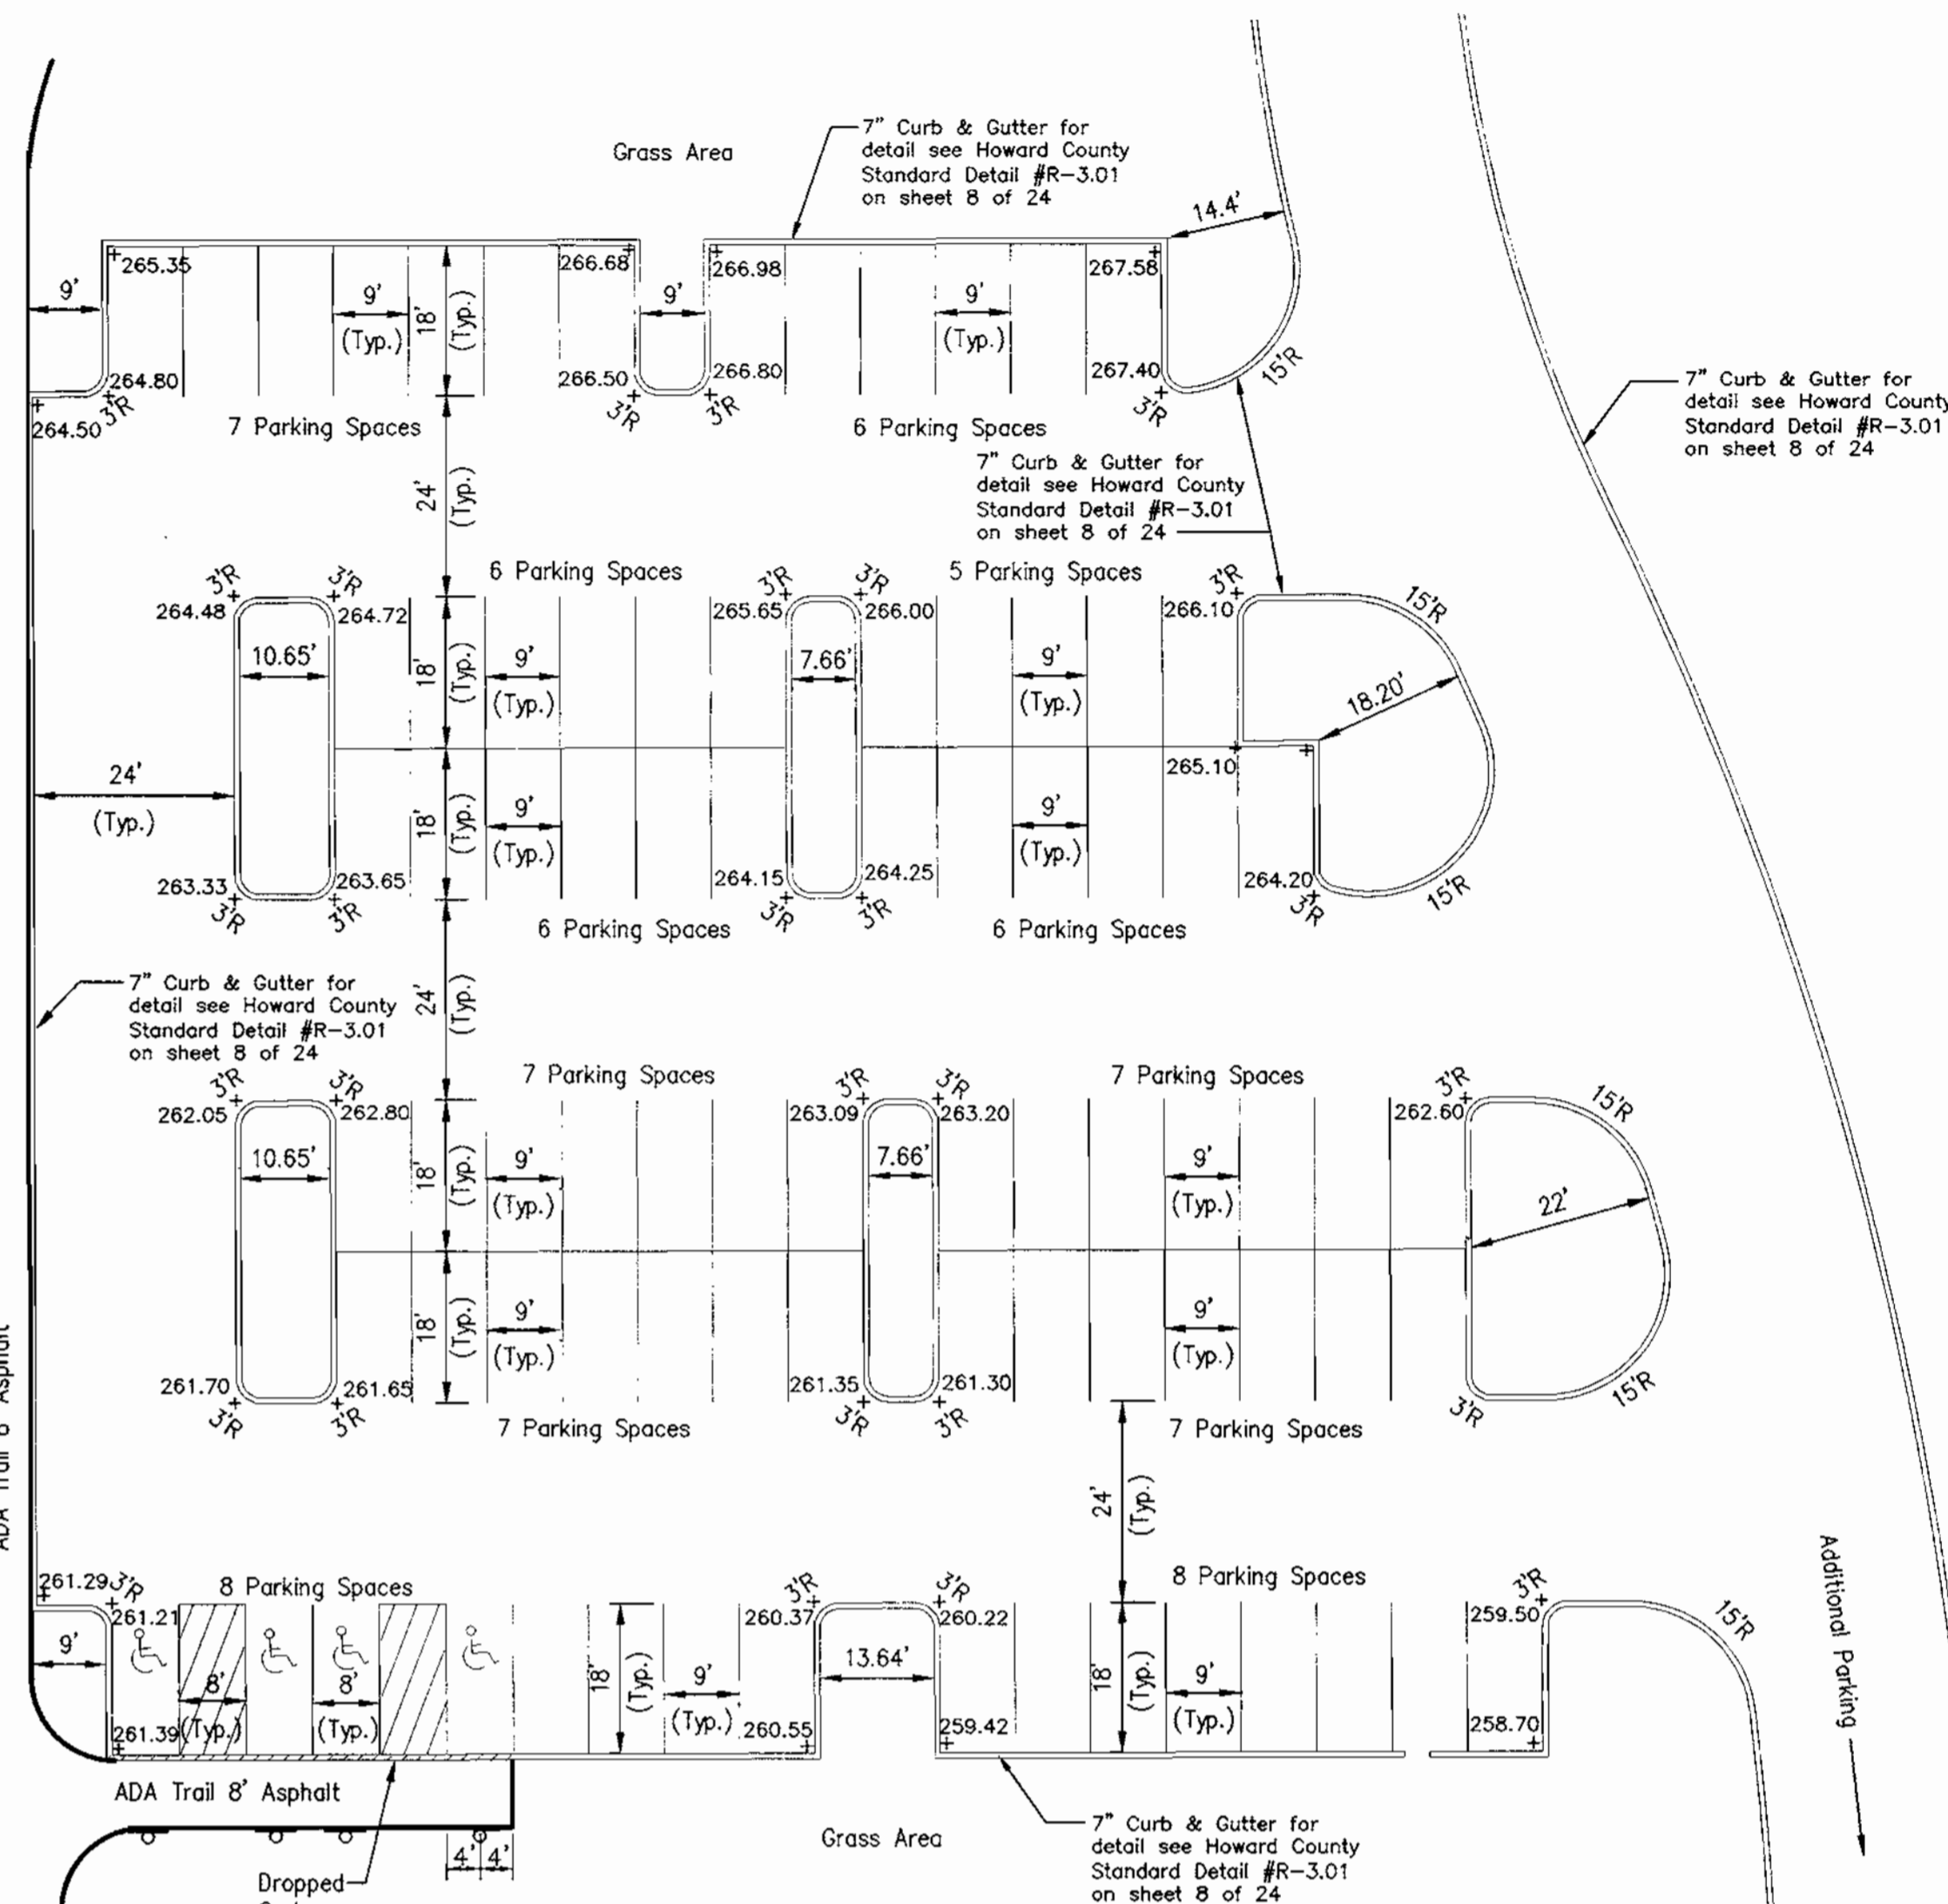 Grass Area
7" Curb & Gutter for
detail see Howard County
Standard Detail #R-3.01
on sheet 8 of 24
14.4'
265.35
266.68
266.98
267.58
9'
9'
(Typ.)
18'
(Typ.)
9'
9'
(Typ.)
264.80
266.50
266.80
267.40
15'R
3'R
3'R
3'R
3'R
264.50
7 Parking Spaces
6 Parking Spaces
7" Curb & Gutter for
detail see Howard County
Standard Detail #R-3.01
on sheet 8 of 24
24'
(Typ.)
7" Curb & Gutter for
detail see Howard County
Standard Detail #R-3.01
on sheet 8 of 24
6 Parking Spaces
5 Parking Spaces
3'R
3'R
3'R
3'R
3'R
15'R
264.48
264.72
265.65
266.00
266.10
10.65'
18'
(Typ.)
9'
(Typ.)
7.66'
9'
(Typ.)
18.20'
24'
(Typ.)
265.10
18'
(Typ.)
9'
(Typ.)
9'
(Typ.)
263.33
263.65
264.15
264.25
264.20
3'R
3'R
3'R
3'R
3'R
15'R
6 Parking Spaces
6 Parking Spaces
7" Curb & Gutter for
detail see Howard County
Standard Detail #R-3.01
on sheet 8 of 24
24'
(Typ.)
7 Parking Spaces
7 Parking Spaces
3'R
3'R
3'R
3'R
3'R
15'R
262.05
262.80
263.09
263.20
262.60
10.65'
18'
(Typ.)
9'
(Typ.)
7.66'
9'
(Typ.)
22'
18'
(Typ.)
9'
(Typ.)
9'
(Typ.)
261.70
261.65
261.35
261.30
3'R
3'R
3'R
3'R
3'R
15'R
7 Parking Spaces
7 Parking Spaces
ADA Trail 8' Asphalt
24'
(Typ.)
8 Parking Spaces
8 Parking Spaces
261.29
3'R
3'R
3'R
3'R
15'R
261.21
260.37
260.22
259.50
9'
8'
(Typ.)
8'
(Typ.)
18'
(Typ.)
9'
(Typ.)
13.64'
18'
(Typ.)
9'
(Typ.)
261.39
260.55
259.42
258.70
Additional Parking
ADA Trail 8' Asphalt
Grass Area
7" Curb & Gutter for
detail see Howard County
Standard Detail #R-3.01
on sheet 8 of 24
4'
4'
Dropped